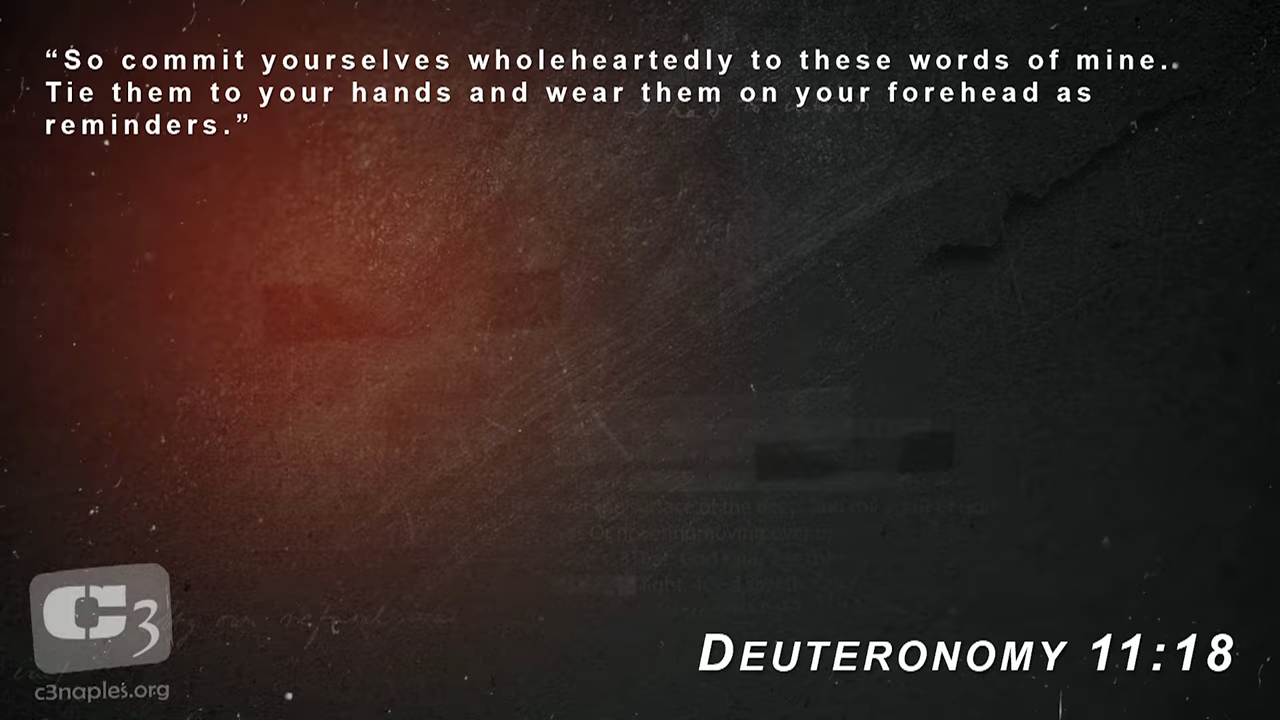 “So commit yourselves wholeheartedly to these words of mine.
Tie them to your hands and wear them on your forehead as
reminders.”
C3
c3naples.org
DEUTERONOMY 11:18